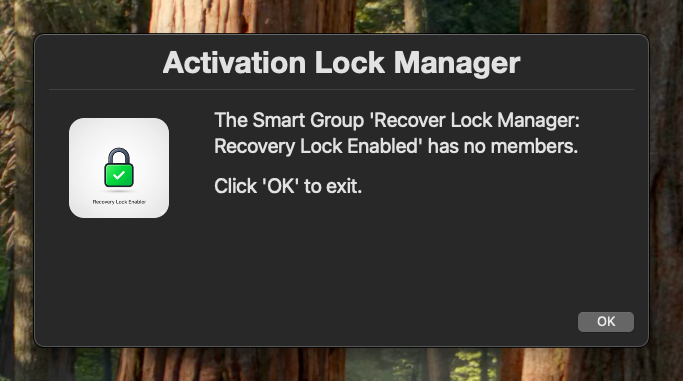 Activation Lock Manager
The Smart Group 'Recover Lock Manager:
Recovery Lock Enabled' has no members.
Click 'OK' to exit.
Recovery Lock Enabler
OK